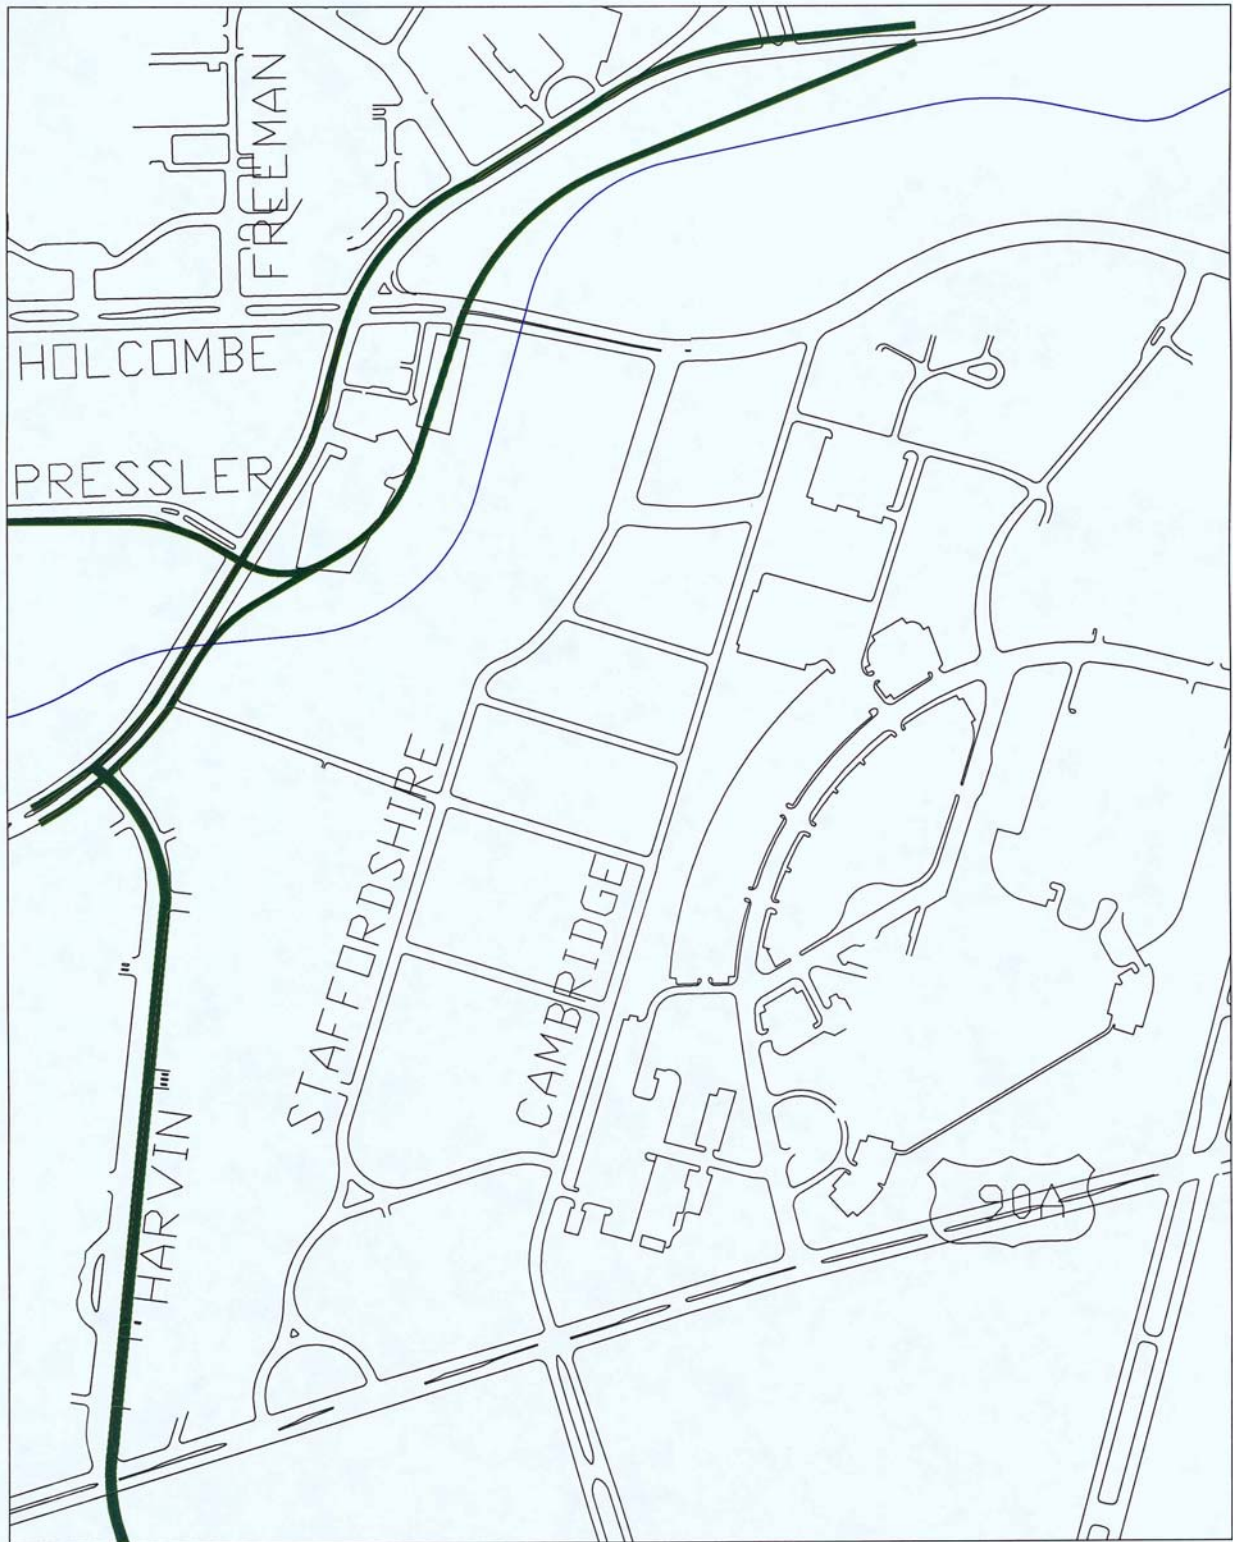 FREEMAN
HOLCOMBE
PRESSLER
STAFFORDSHIRE
CAMBRIDGE
HARVIN
90A